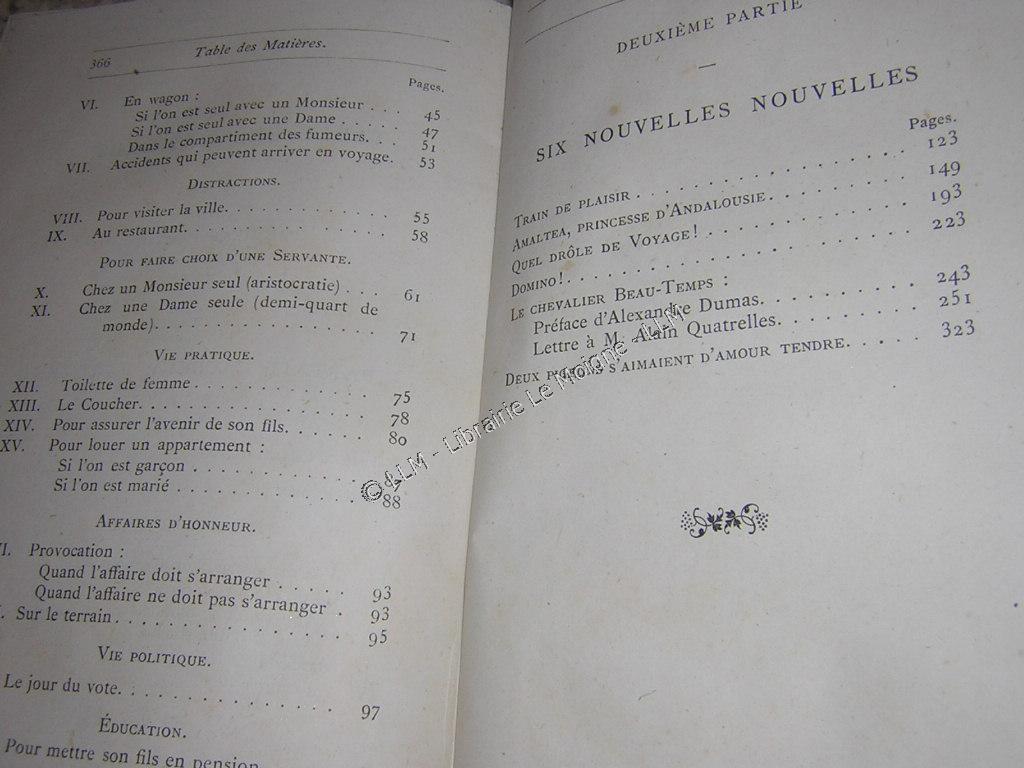 366 Table des Matières.
Pages.
VI. En wagon :
Si l'on est seul avec un Monsieur . . . 45
Si l'on est seul avec une Dame . . . . . 47
Dans le compartiment des fumeurs. . . 51
VII. Accidents qui peuvent arriver en voyage. 53
DISTRACTIONS.
VIII. Pour visiter la ville. . . . . . . . . . . 55
IX. Au restaurant. . . . . . . . . . . . . 58
POUR FAIRE CHOIX D'UNE SERVANTE.
X. Chez un Monsieur seul (aristocratie) . . . 61
XI. Chez une Dame seule (demi-quart de
monde). . . . . . . . . . . . . . . 71
VIE PRATIQUE.
XII. Toilette de femme . . . . . . . . . . . 75
XIII. Le Coucher. . . . . . . . . . . . . . 78
XIV. Pour assurer l'avenir de son fils. . . . . . 80
XV. Pour louer un appartement :
Si l'on est garçon . . . . . . . . . . .
Si l'on est marié . . . . . . . . . . . 88
AFFAIRES D'HONNEUR.
I. Provocation :
Quand l'affaire doit s'arranger . . . . . 93
Quand l'affaire ne doit pas s'arranger . 93
. Sur le terrain. . . . . . . . . . . . . . 95
VIE POLITIQUE.
Le jour du vote. . . . . . . . . . . . . 97
ÉDUCATION.
Pour mettre son fils en pension
DEUXIÈME PARTIE
—
SIX NOUVELLES NOUVELLES
Pages.
TRAIN DE PLAISIR . . . . . . . . . . . . . 123
AMALTEA, PRINCESSE D'ANDALOUSIE. . . . . . . 149
QUEL DRÔLE DE VOYAGE! . . . . . . . . . . 193
DOMINO!. . . . . . . . . . . . . . . . . 223
LE CHEVALIER BEAU-TEMPS :
Préface d'Alexandre Dumas. . . . . . . . 243
Lettre à M. Alain Quatrelles. . . . . . . . 251
DEUX PIGEONS S'AIMAIENT D'AMOUR TENDRE. . . . . 323
© ALM - Librairie Le Moigne - ALM